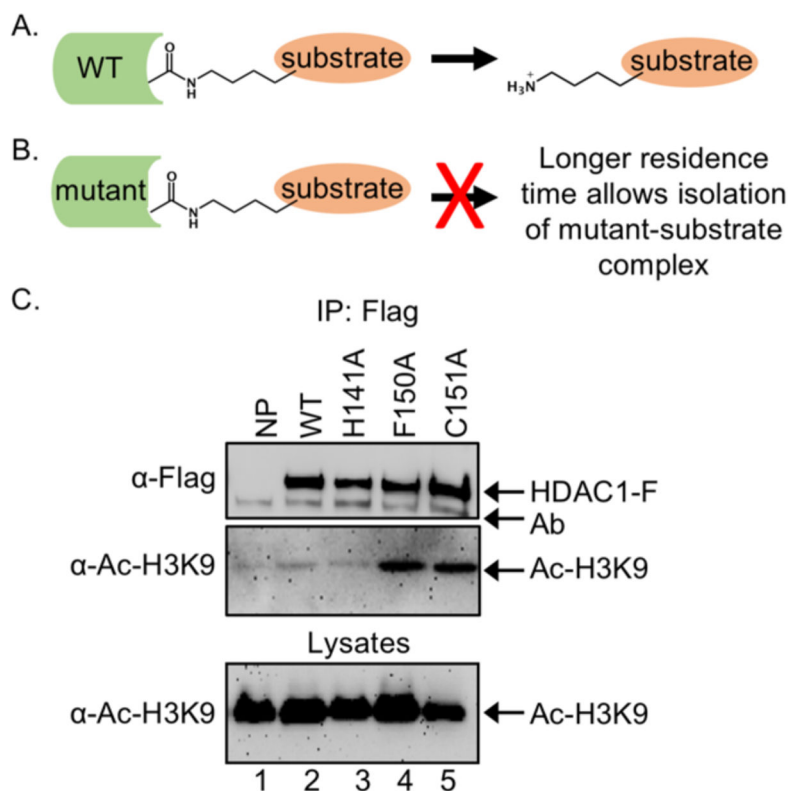 A.
WT
O
N
H
substrate
H₃N⁺
substrate
B.
mutant
O
N
H
substrate
X
Longer residence
time allows isolation
of mutant-substrate
complex
C.
IP: Flag
NP WT H141A F150A C151A
α-Flag
HDAC1-F
Ab
α-Ac-H3K9
Ac-H3K9
Lysates
α-Ac-H3K9
Ac-H3K9
1 2 3 4 5